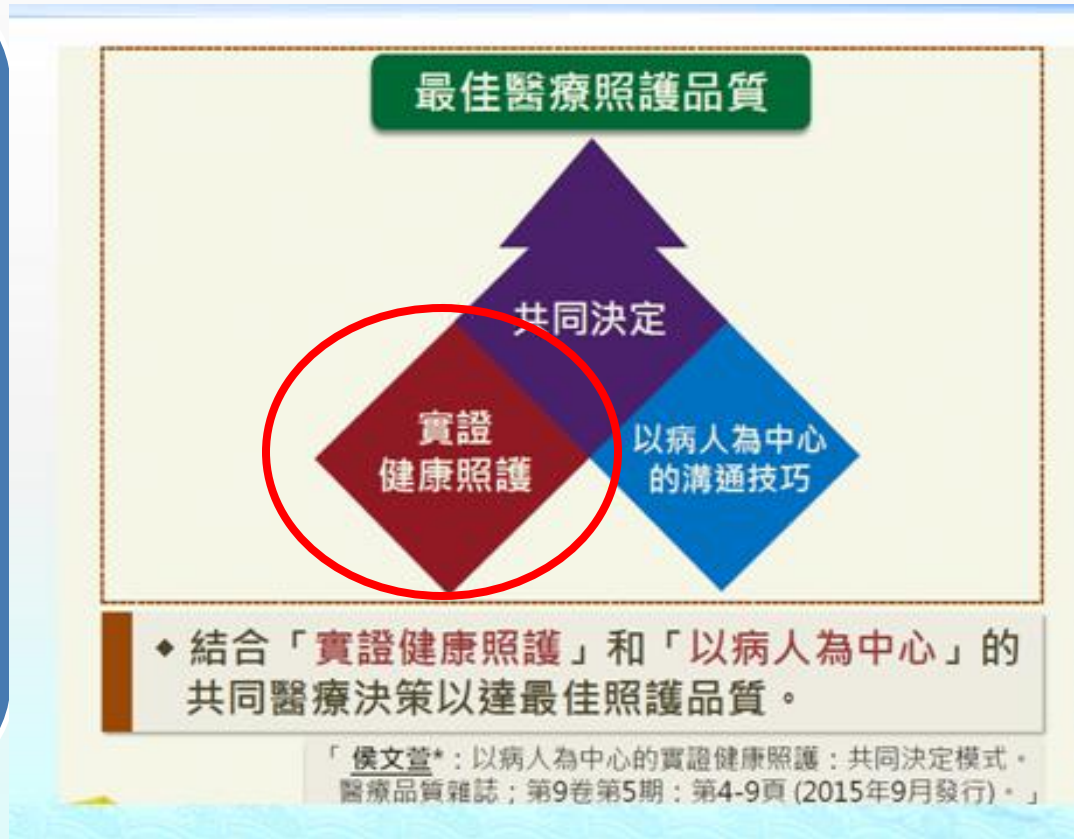 最佳醫療照護品質
共同決定
實證
健康照護
以病人為中心
的溝通技巧
◆ 結合「實證健康照護」和「以病人為中心」的
共同醫療決策以達最佳照護品質。
「 侯文萱*：以病人為中心的實證健康照護：共同決定模式。
醫療品質雜誌；第9卷第5期：第4-9頁 (2015年9月發行)。」